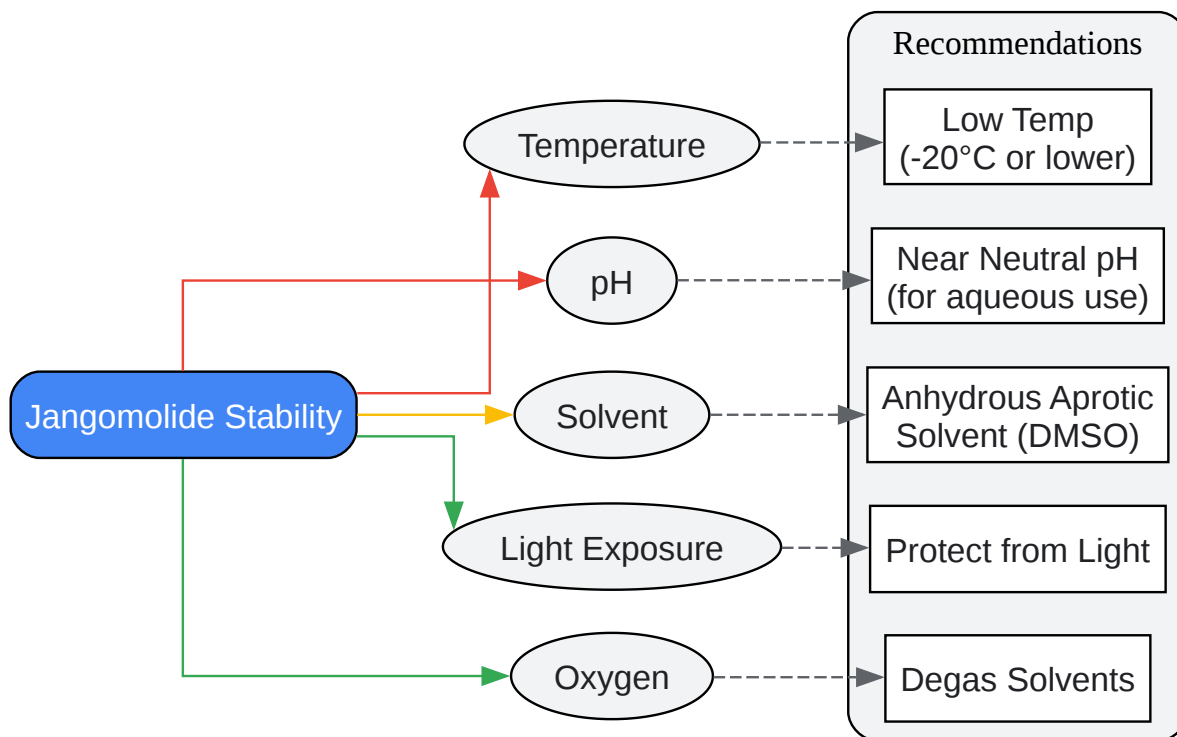 Recommendations
Temperature
Low Temp
(-20°C or lower)
pH
Near Neutral pH
(for aqueous use)
Jangomolide Stability
Solvent
Anhydrous Aprotic
Solvent (DMSO)
Light Exposure
Protect from Light
Oxygen
Degas Solvents